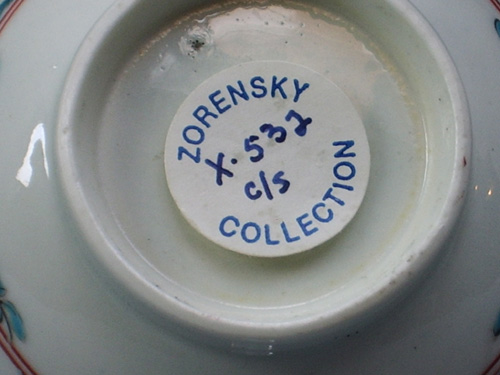 ZORENSKY
X.532
c/s
COLLECTION